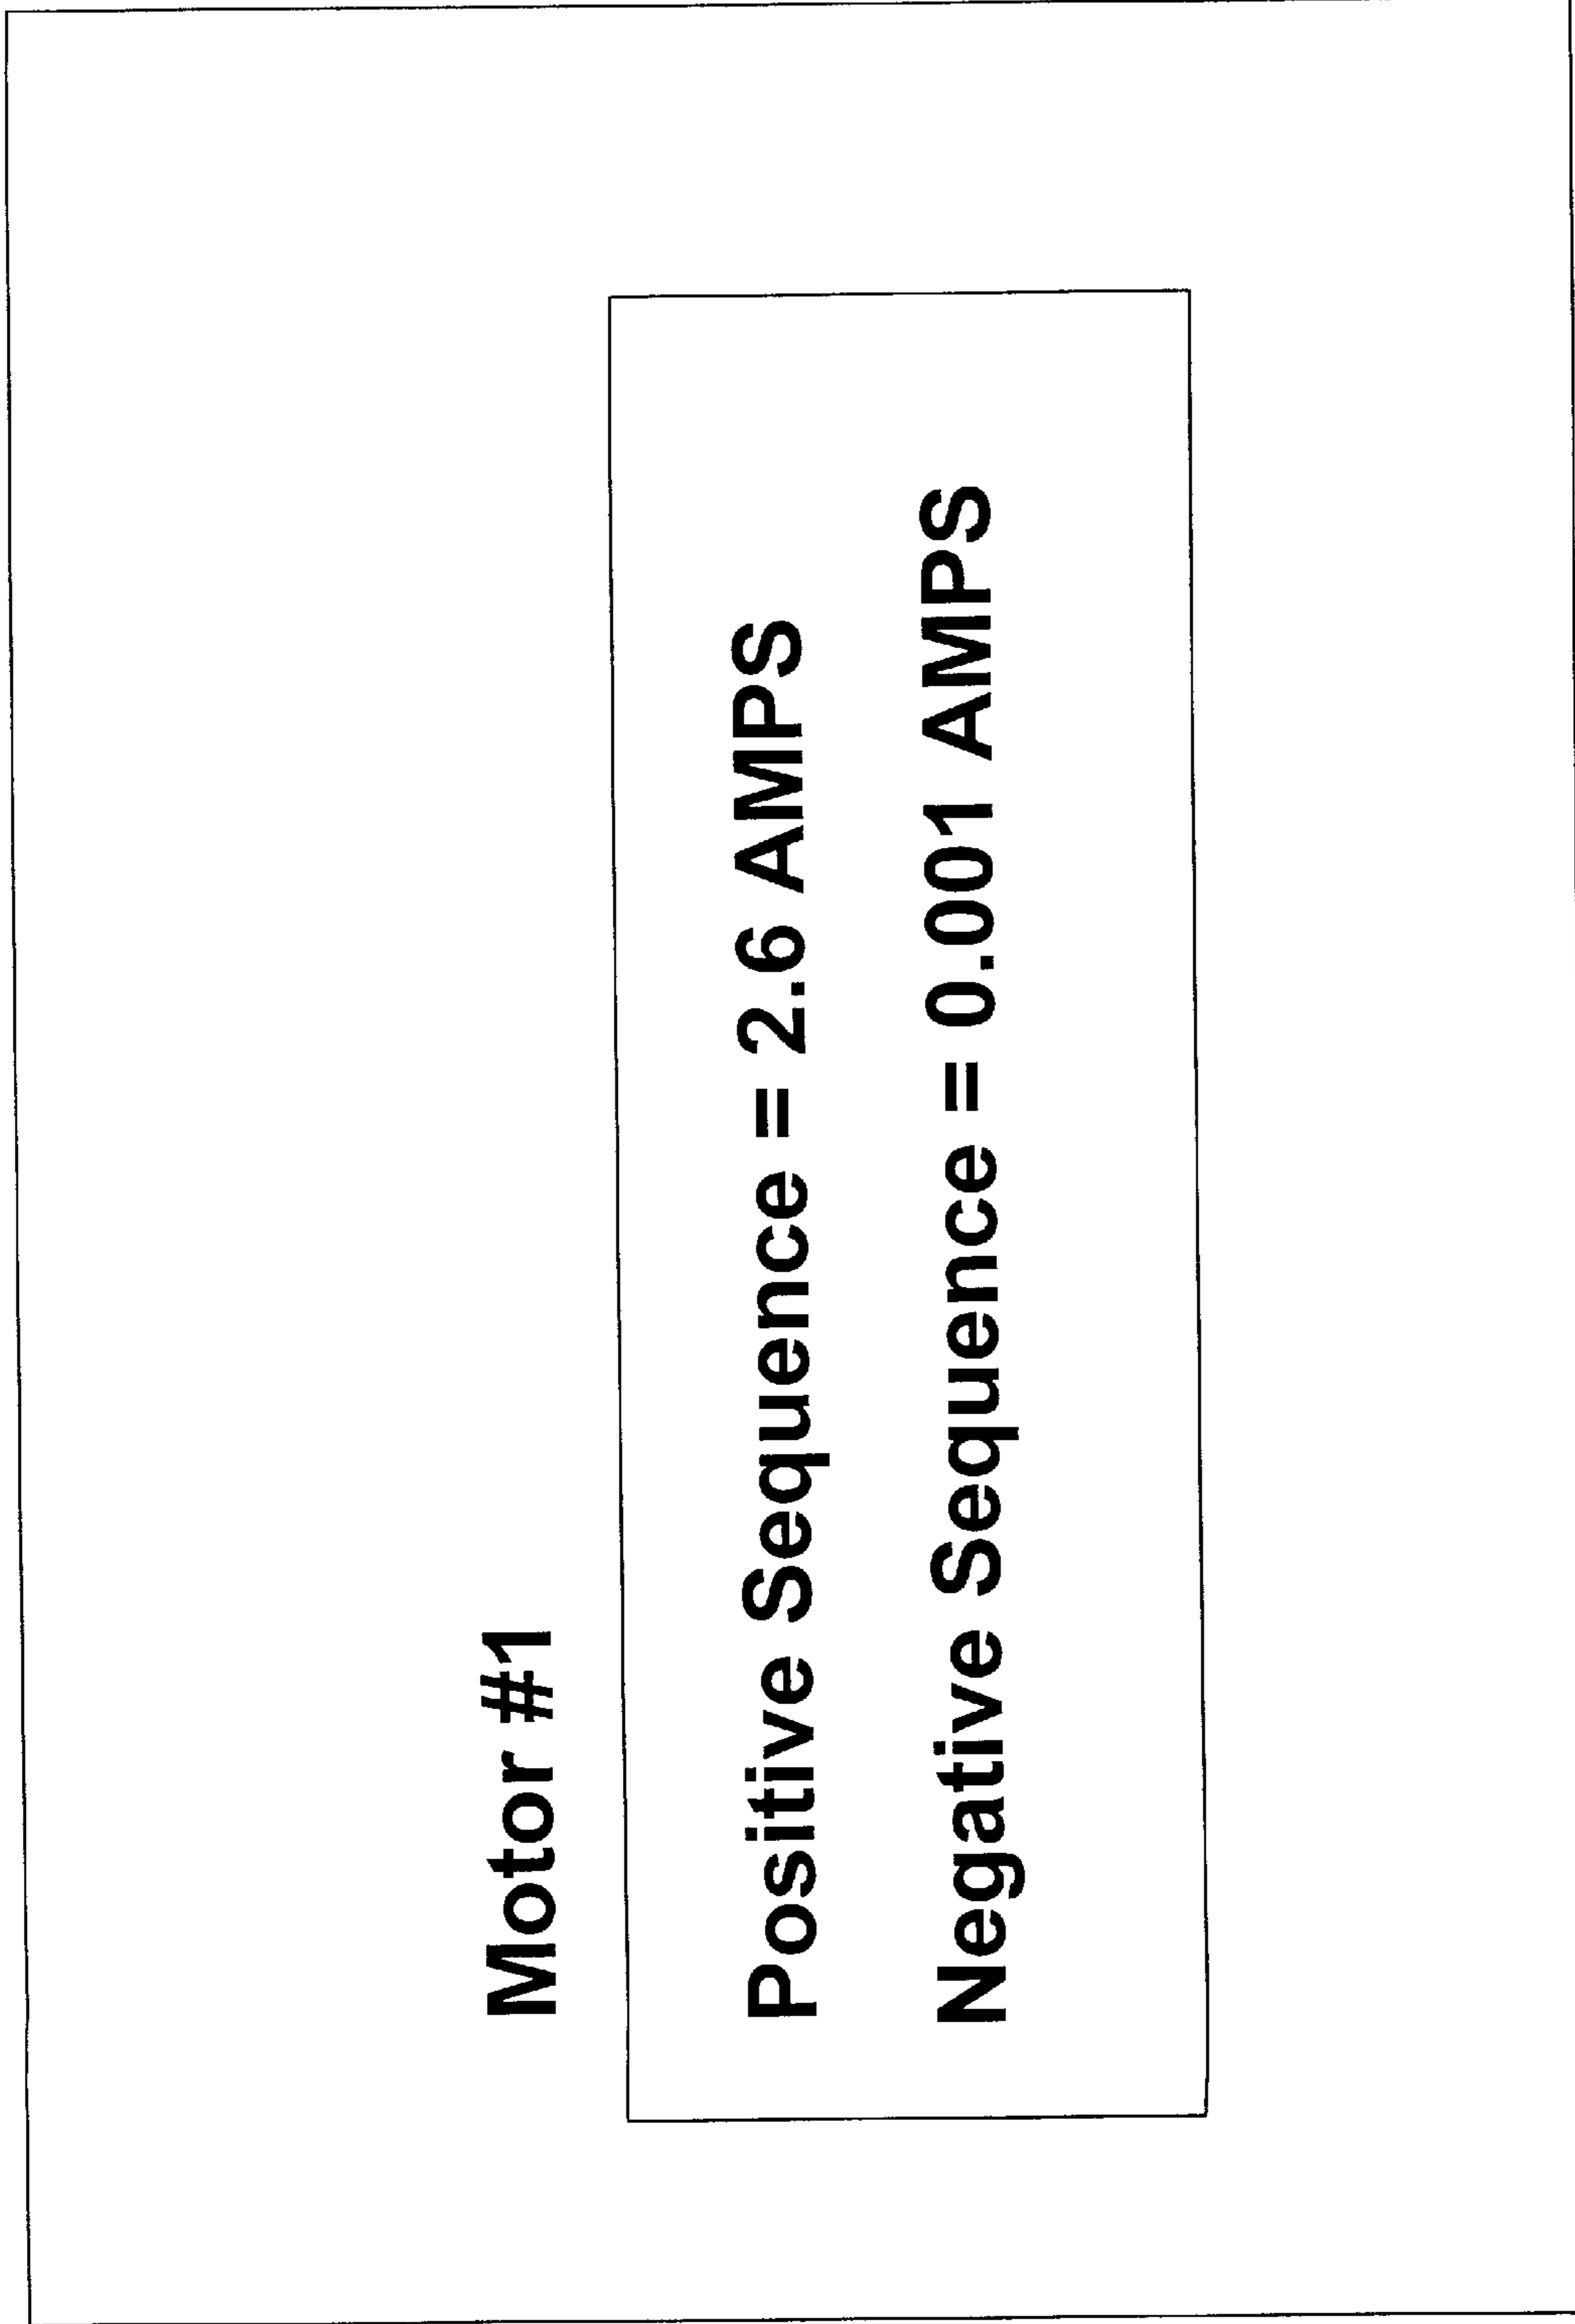 Motor #1
Positive Sequence = 2.6 AMPS
Negative Sequence = 0.001 AMPS